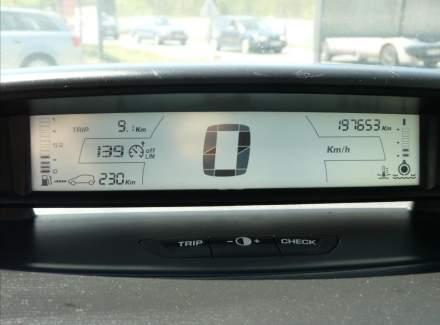 TRIP 9.1 Km 197653 Km
139 off LIM 0 Km/h
230 Km
TRIP - + CHECK